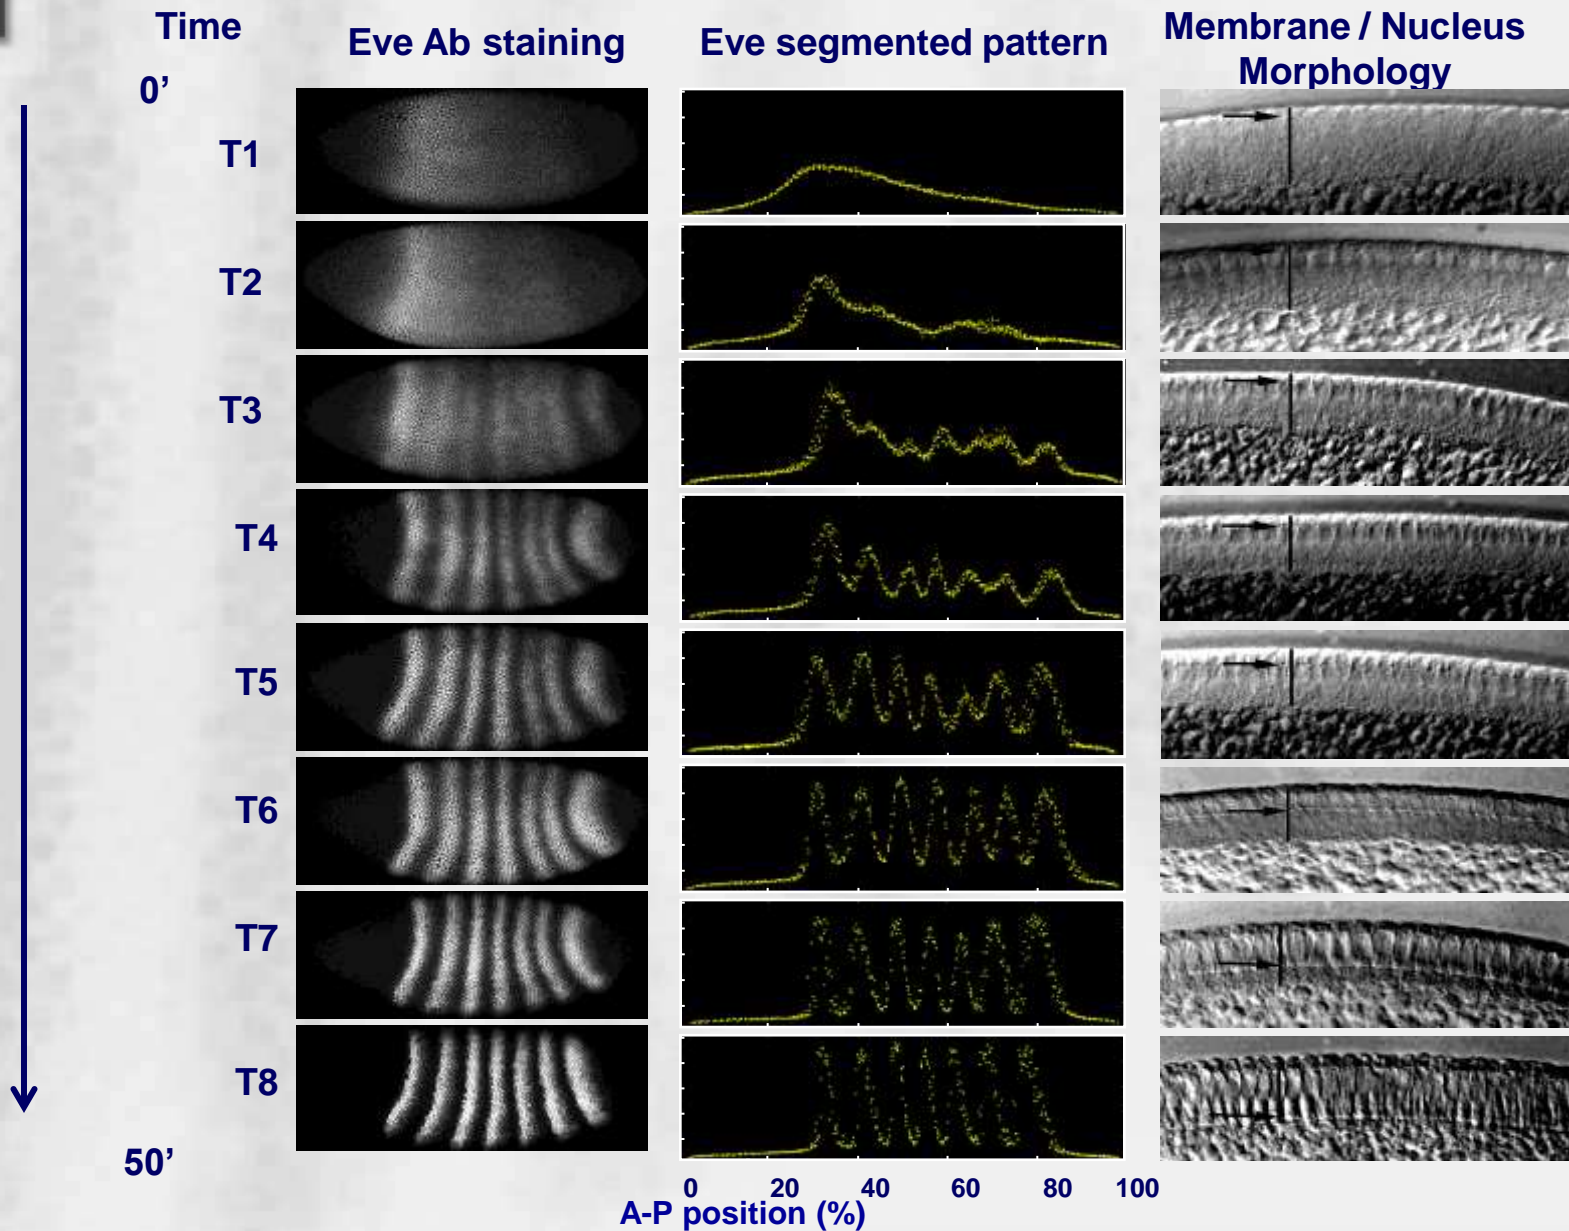 Time
Eve Ab staining
Eve segmented pattern
Membrane / Nucleus
Morphology
0’
T1
T2
T3
T4
T5
T6
T7
T8
50’
0 20 40 60 80 100
A-P position (%)